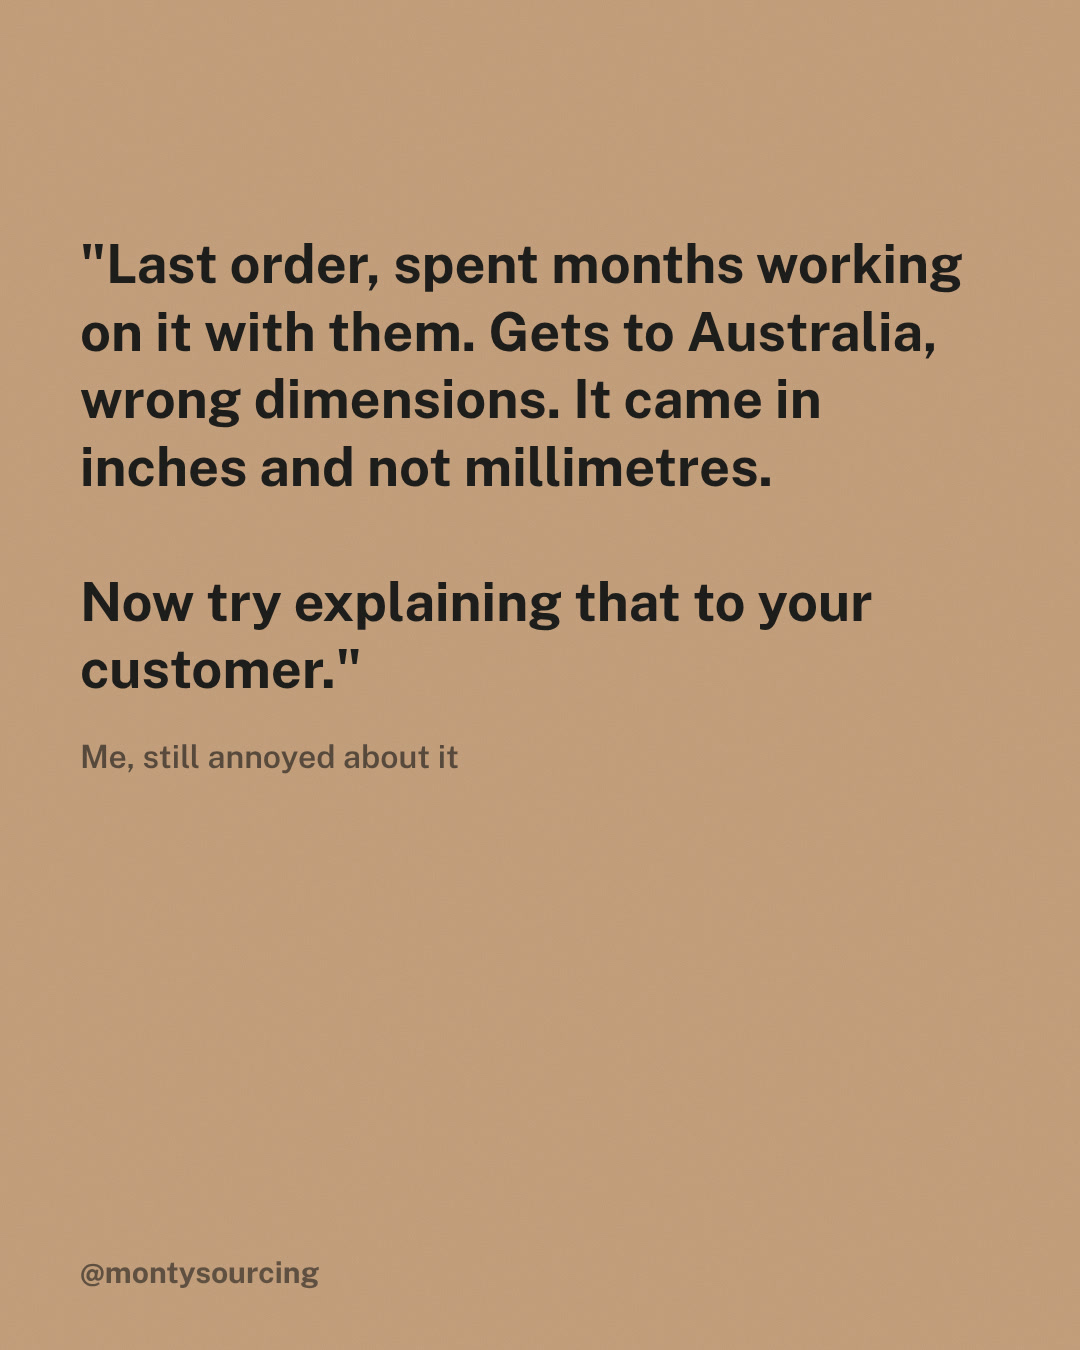 "Last order, spent months working
on it with them. Gets to Australia,
wrong dimensions. It came in
inches and not millimetres.
Now try explaining that to your
customer."
Me, still annoyed about it
@montysourcing